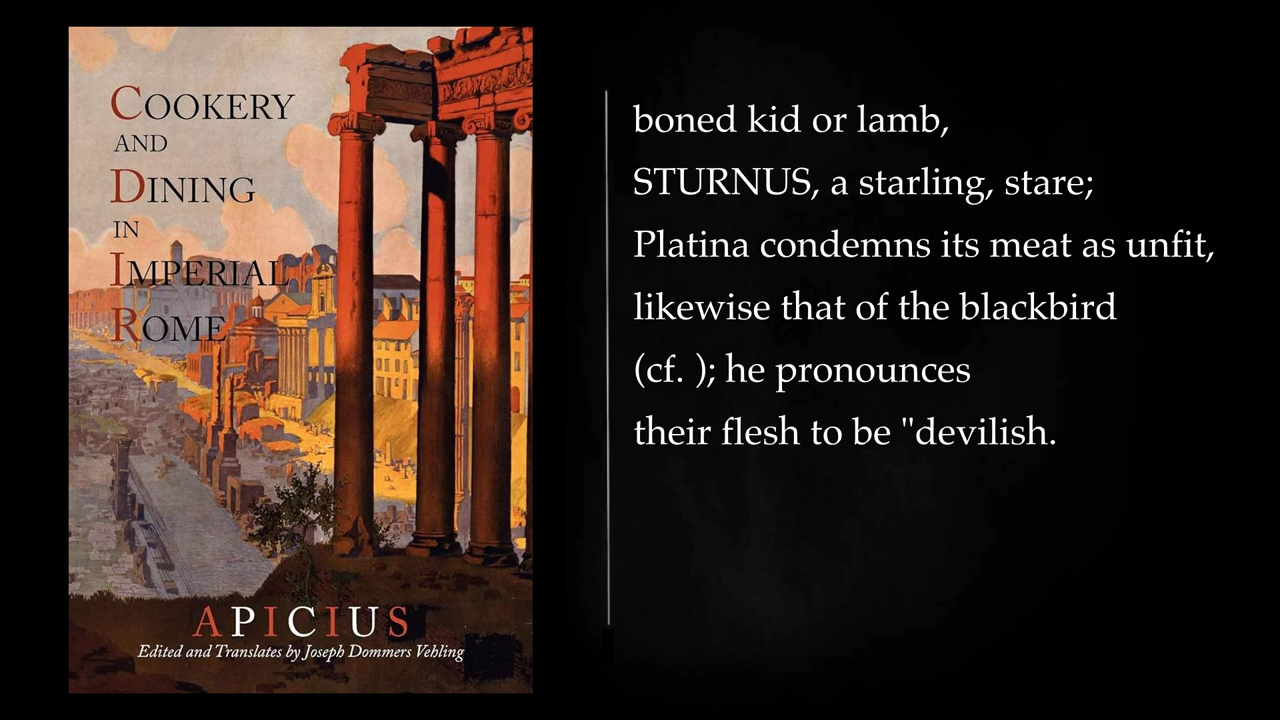 COOKERY
AND
DINING
IN
IMPERIAL
ROME
APICIUS
Edited and Translates by Joseph Dommers Vehling
boned kid or lamb,
STURNUS, a starling, stare;
Platina condemns its meat as unfit,
likewise that of the blackbird
(cf. ); he pronounces
their flesh to be "devilish.